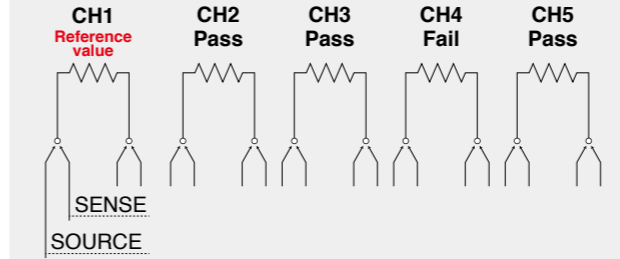 CH1 CH2 CH3 CH4 CH5
Reference value Pass Pass Fail Pass
SENSE
SOURCE